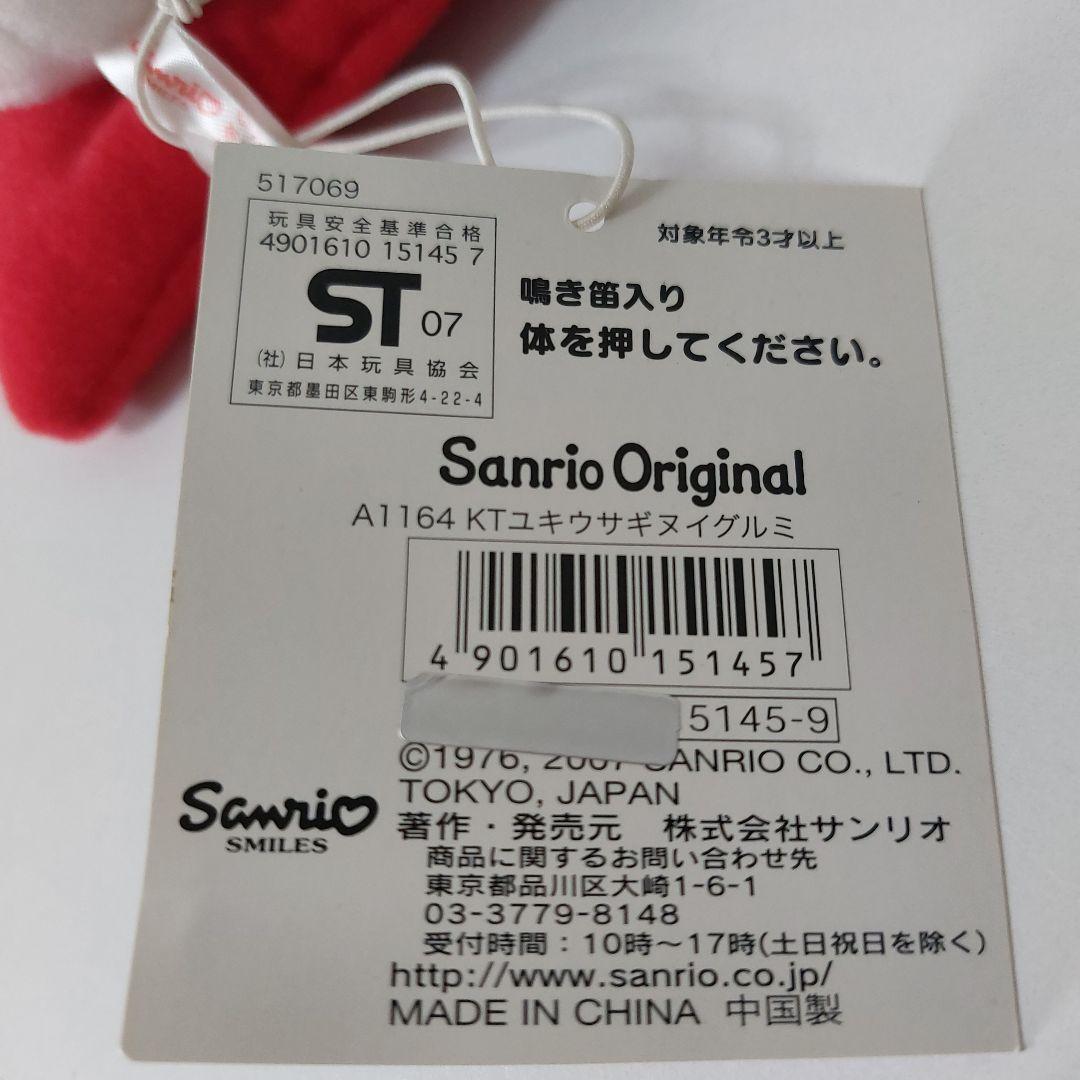 517069
玩具安全基準合格
4901610 15145 7
ST 07
(社)日本玩具協会
東京都墨田区東駒形4-22-4
対象年令3才以上
鳴き笛入り
体を押してください。
Sanrio Original
A1164 KTユキウサギヌイグルミ
4 901610 151457
5145-9
©1976, 2007 SANRIO CO., LTD.
TOKYO, JAPAN
Sanrio
SMILES
著作・発売元 株式会社サンリオ
商品に関するお問い合わせ先
東京都品川区大崎1-6-1
03-3779-8148
受付時間：10時～17時(土日祝日を除く)
http://www.sanrio.co.jp/
MADE IN CHINA 中国製